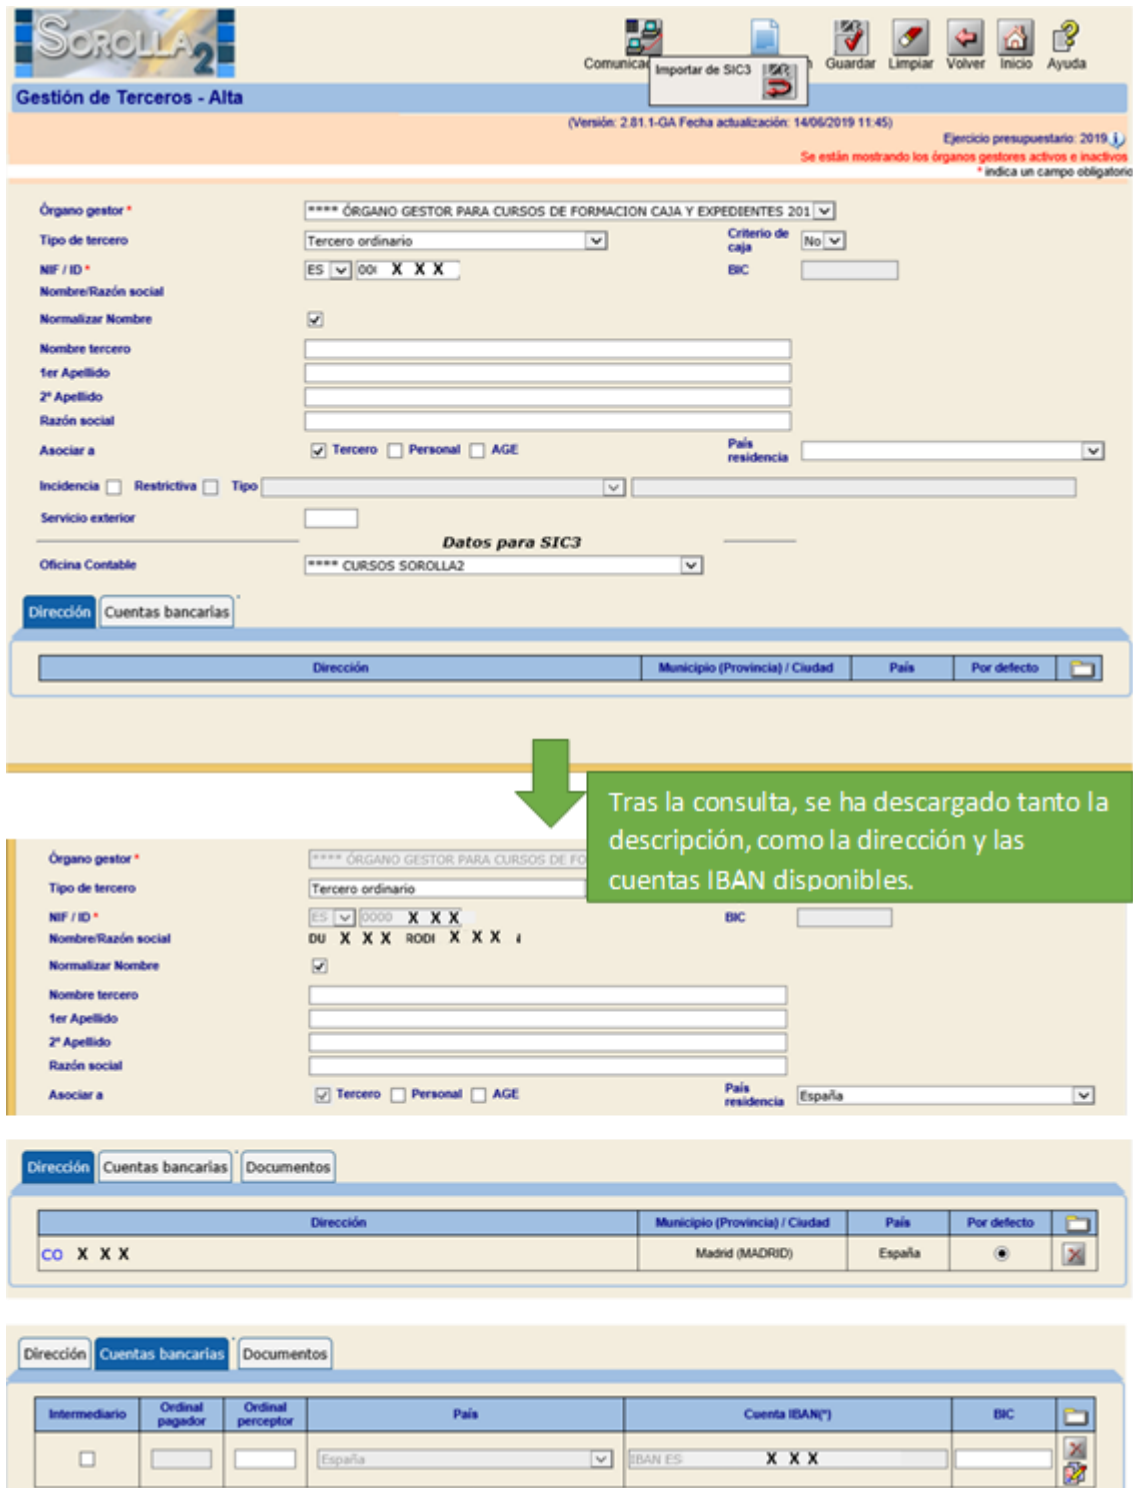 SOROLLA2
Comunica
Importar de SIC3
n
Guardar
Limpiar
Volver
Inicio
Ayuda
Gestión de Terceros - Alta
(Versión: 2.81.1-GA Fecha actualización: 14/06/2019 11:45)
Ejercicio presupuestario: 2019
Se están mostrando los órganos gestores activos e inactivos
* indica un campo obligatorio
Órgano gestor * **** ÓRGANO GESTOR PARA CURSOS DE FORMACION CAJA Y EXPEDIENTES 201
Tipo de tercero Tercero ordinario Criterio de caja No
NIF / ID * ES 00 X X X BIC
Nombre/Razón social
Normalizar Nombre
Nombre tercero
1er Apellido
2º Apellido
Razón social
Asociar a Tercero Personal AGE País residencia
Incidencia Restrictiva Tipo
Servicio exterior
Datos para SIC3
Oficina Contable **** CURSOS SOROLLA2
Dirección Cuentas bancarias
Dirección Municipio (Provincia) / Ciudad País Por defecto
Tras la consulta, se ha descargado tanto la
descripción, como la dirección y las
cuentas IBAN disponibles.
Órgano gestor * **** ÓRGANO GESTOR PARA CURSOS DE FO
Tipo de tercero Tercero ordinario
NIF / ID * ES 0000 X X X BIC
Nombre/Razón social DU X X X RODI X X X
Normalizar Nombre
Nombre tercero
1er Apellido
2º Apellido
Razón social
Asociar a Tercero Personal AGE País residencia España
Dirección Cuentas bancarias Documentos
Dirección Municipio (Provincia) / Ciudad País Por defecto
CO X X X Madrid (MADRID) España
Dirección Cuentas bancarias Documentos
Intermediario Ordinal pagador Ordinal perceptor País Cuenta IBAN(*) BIC
España IBAN ES X X X